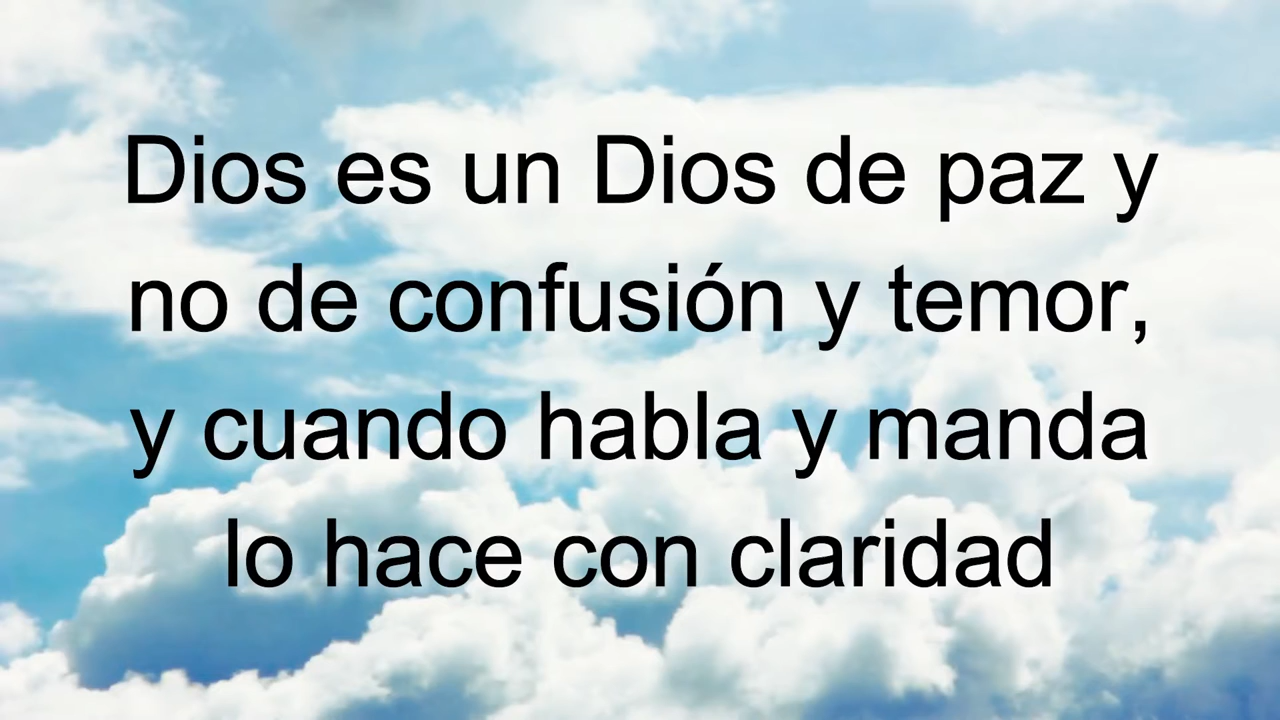 Dios es un Dios de paz y
no de confusión y temor,
y cuando habla y manda
lo hace con claridad